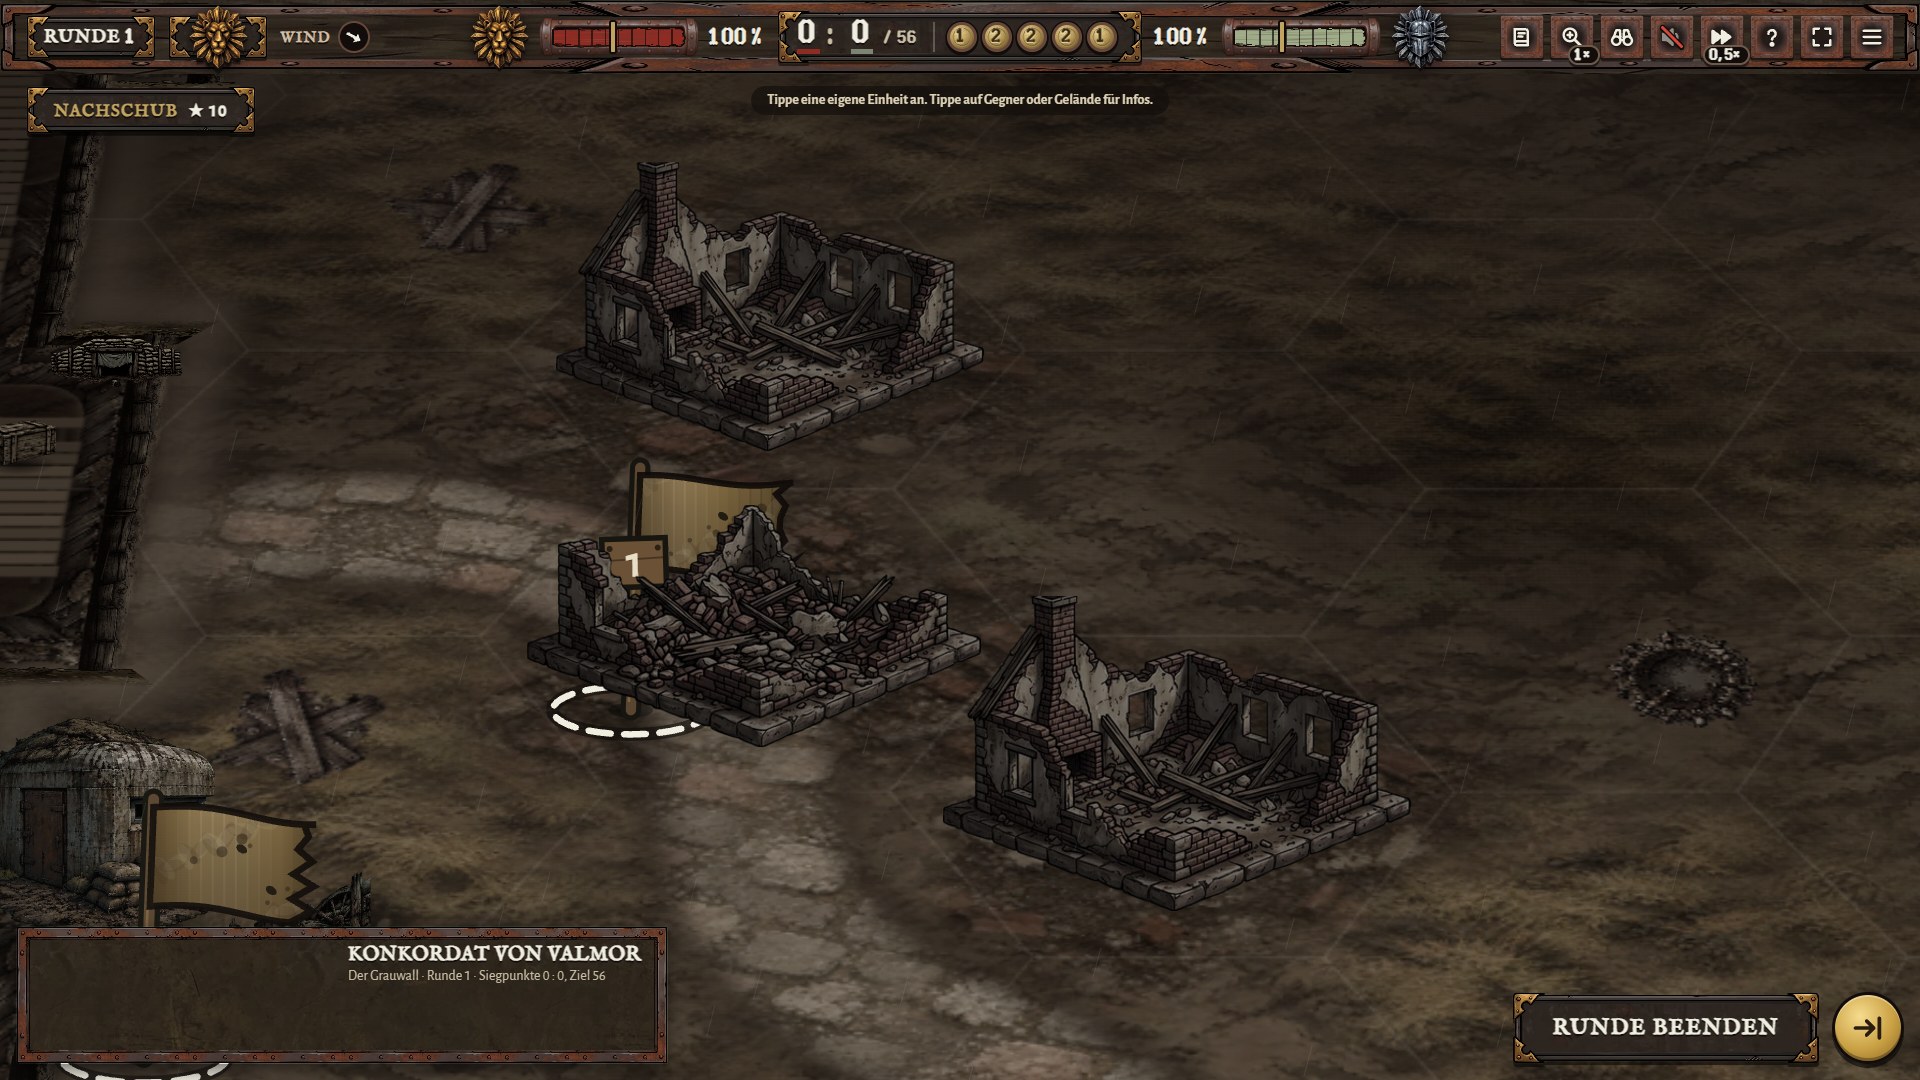 RUNDE 1
WIND
100 %
0 : 0 / 56
1 2 2 2 1
100 %
1×
0,5×
?
NACHSCHUB ★ 10
Tippe eine eigene Einheit an. Tippe auf Gegner oder Gelände für Infos.
1
KONKORDAT VON VALMOR
Der Grauwall · Runde 1 · Siegpunkte 0 : 0, Ziel 56
RUNDE BEENDEN